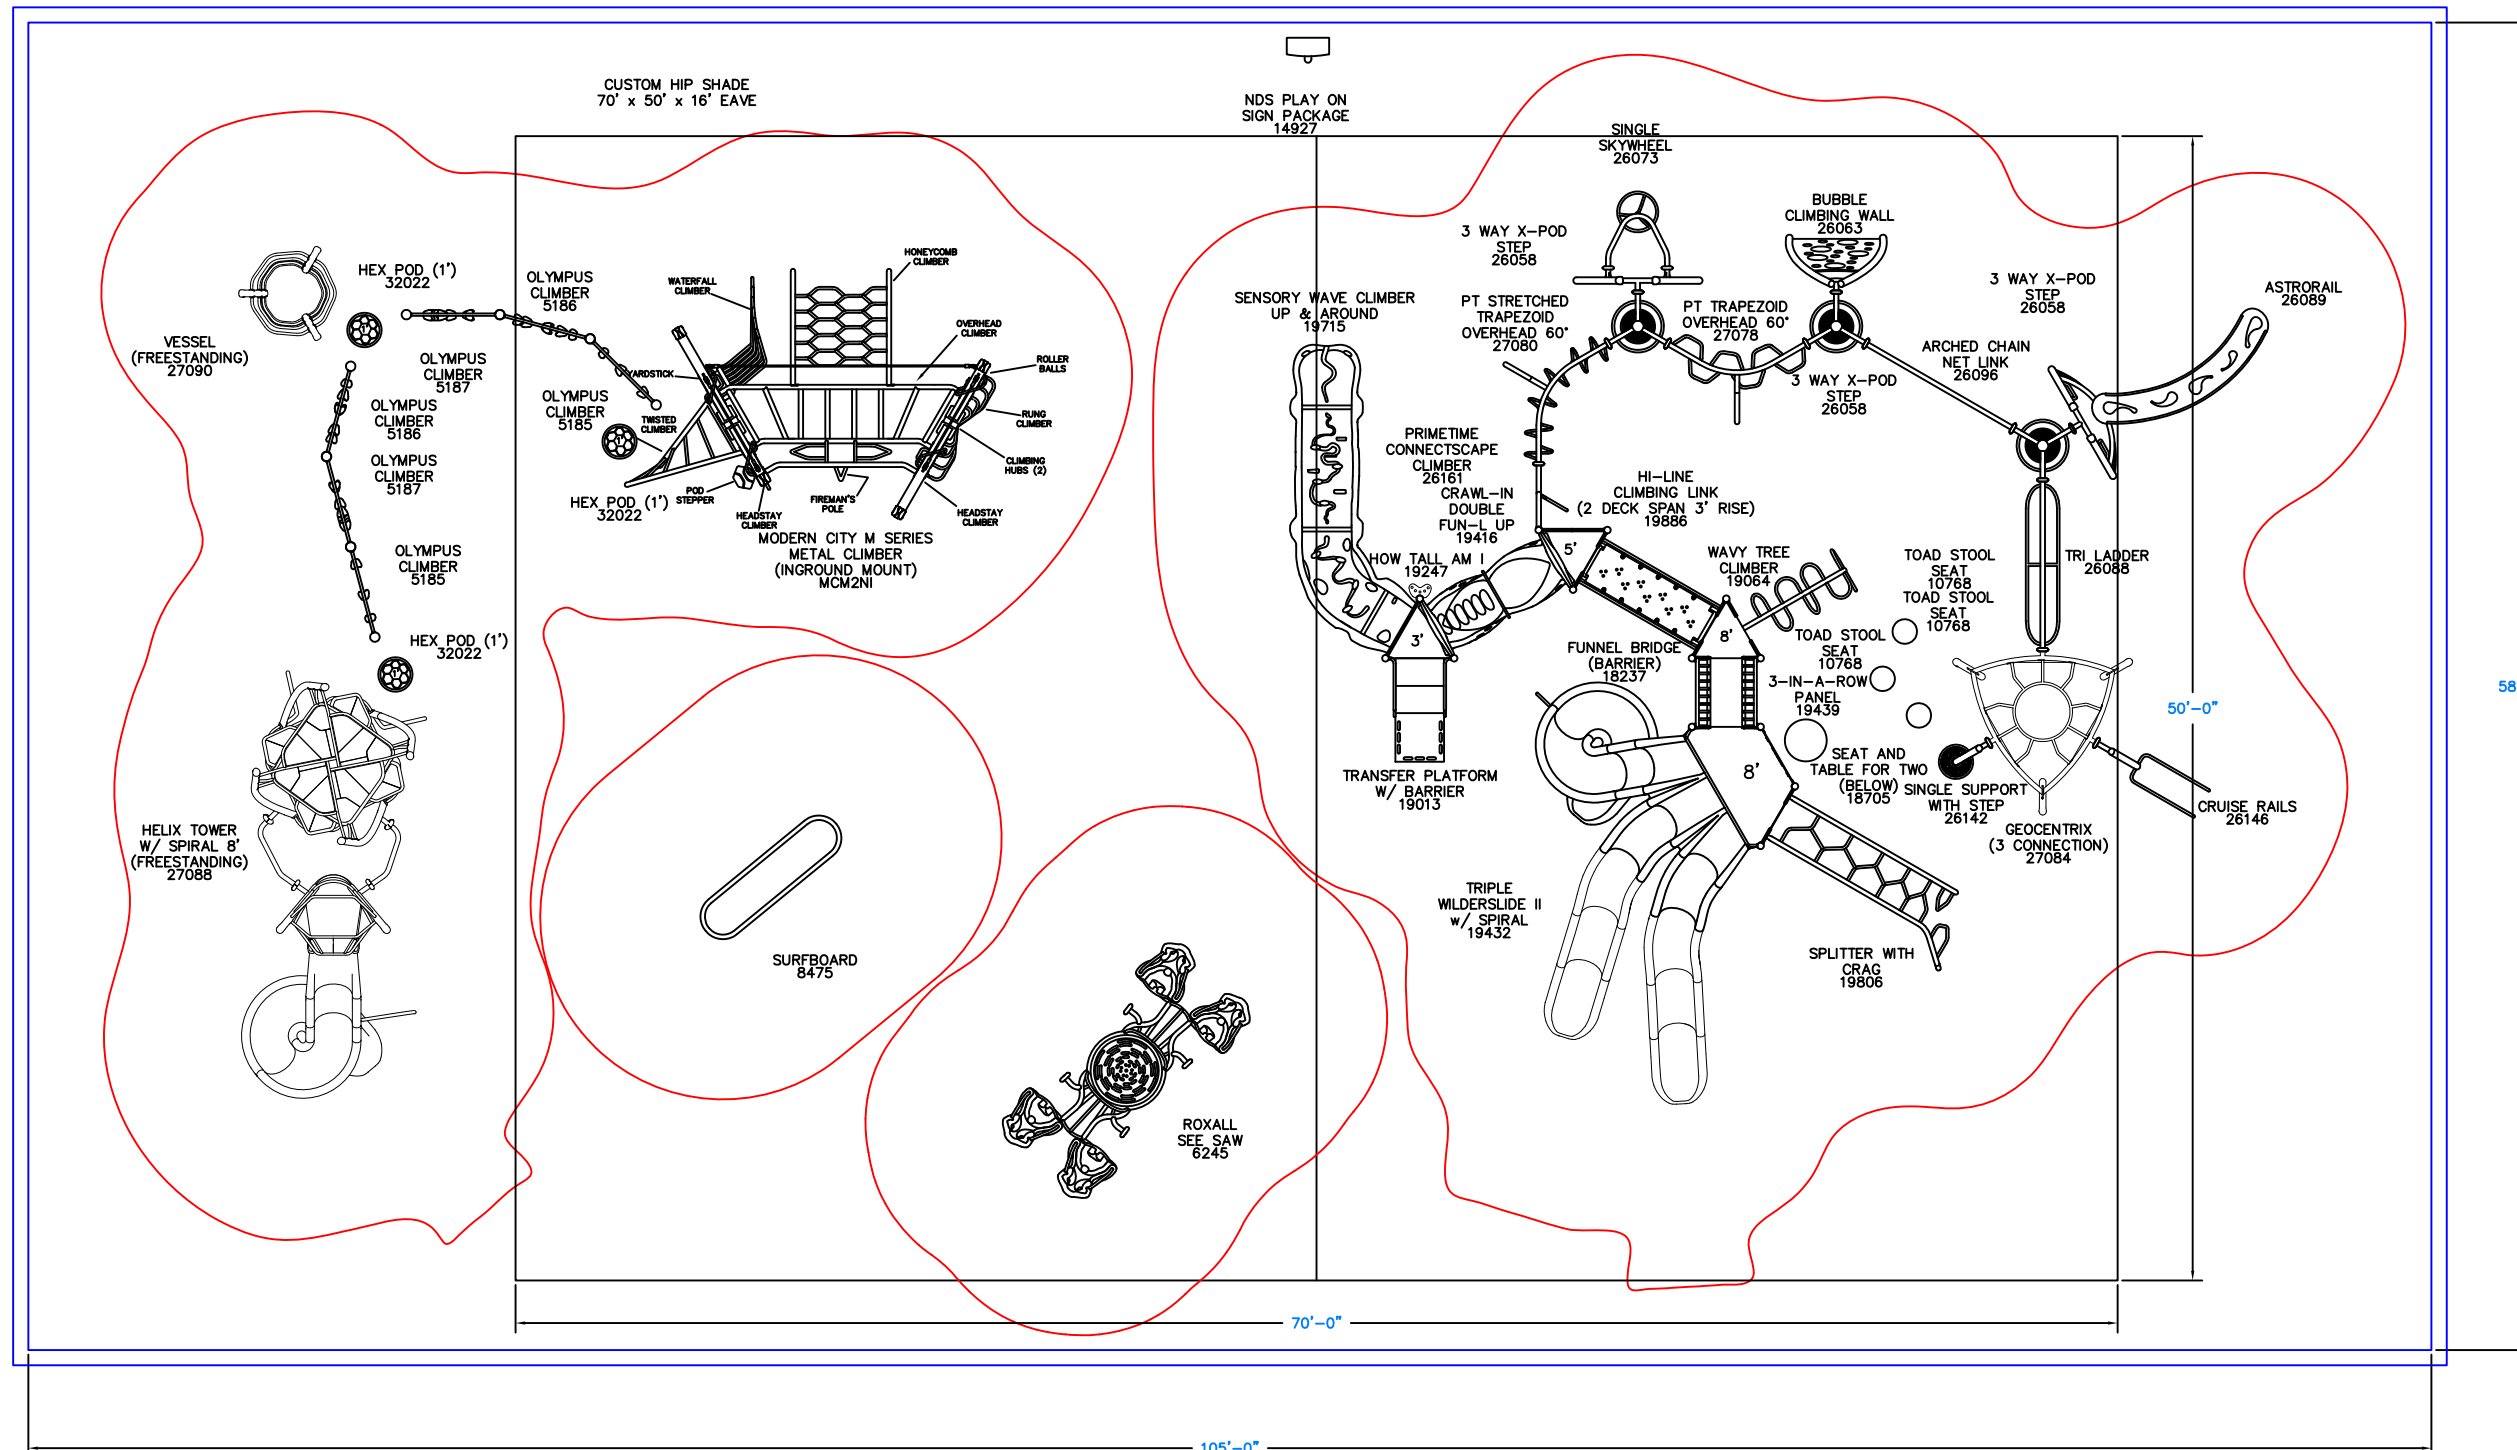 CUSTOM HIP SHADE
70' x 50' x 16' EAVE
NDS PLAY ON
SIGN PACKAGE
14927
SINGLE
SKYWHEEL
26073
BUBBLE
CLIMBING WALL
26063
3 WAY X-POD
STEP
26058
3 WAY X-POD
STEP
26058
ASTRORAIL
26089
HEX POD (1')
32022
OLYMPUS
CLIMBER
5186
WATERFALL
CLIMBER
HONEYCOMB
CLIMBER
OVERHEAD
CLIMBER
ROLLER
BALLS
RUNG
CLIMBER
CLIMBING
HUBS (2)
HEADSTAY
CLIMBER
FIREMAN'S
POLE
HEADSTAY
CLIMBER
POD
STEPPER
TWISTED
CLIMBER
YARDSTICK
1'
1'
1'
VESSEL
(FREESTANDING)
27090
OLYMPUS
CLIMBER
5187
OLYMPUS
CLIMBER
5186
OLYMPUS
CLIMBER
5187
OLYMPUS
CLIMBER
5185
OLYMPUS
CLIMBER
5185
HEX POD (1')
32022
MODERN CITY M SERIES
METAL CLIMBER
(INGROUND MOUNT)
MCM2NI
HEX POD (1')
32022
SENSORY WAVE CLIMBER
UP & AROUND
19715
PT STRETCHED
TRAPEZOID
OVERHEAD 60°
27080
PT TRAPEZOID
OVERHEAD 60°
27078
3 WAY X-POD
STEP
26058
ARCHED CHAIN
NET LINK
26096
PRIMETIME
CONNECTSCAPE
CLIMBER
26161
CRAWL-IN
DOUBLE
FUN-L UP
19416
HI-LINE
CLIMBING LINK
(2 DECK SPAN 3' RISE)
19886
HOW TALL AM I
19247
5'
3'
8'
8'
WAVY TREE
CLIMBER
19064
TOAD STOOL
SEAT
10768
TOAD STOOL
SEAT
10768
TOAD STOOL
SEAT
10768
TRI LADDER
26088
FUNNEL BRIDGE
(BARRIER)
18237
3-IN-A-ROW
PANEL
19439
SEAT AND
TABLE FOR TWO
(BELOW)
18705
SINGLE SUPPORT
WITH STEP
26142
GEOCENTRIX
(3 CONNECTION)
27084
CRUISE RAILS
26146
TRANSFER PLATFORM
W/ BARRIER
19013
HELIX TOWER
W/ SPIRAL 8'
(FREESTANDING)
27088
SURFBOARD
8475
TRIPLE
WILDERSLIDE II
w/ SPIRAL
19432
SPLITTER WITH
CRAG
19806
ROXALL
SEE SAW
6245
50'-0"
58
70'-0"
105'-0"